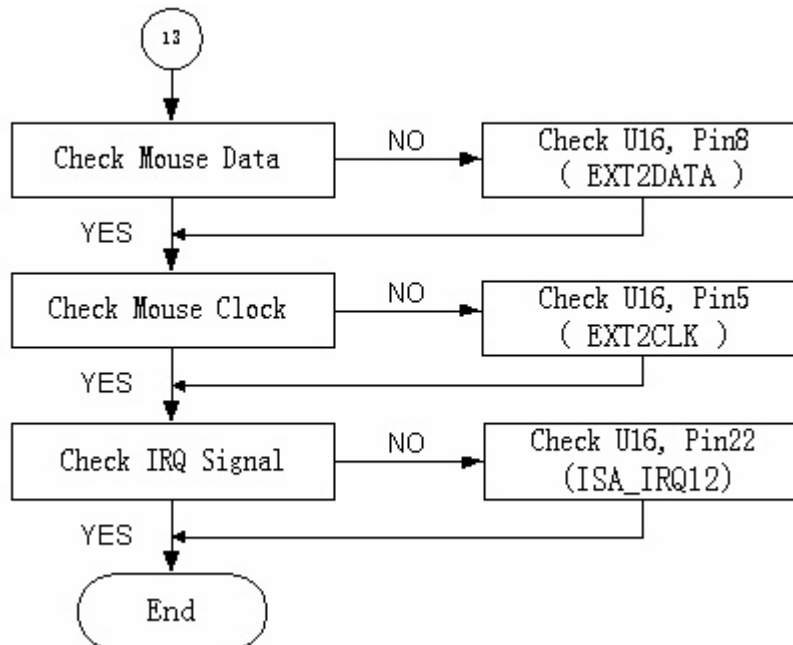 13
Check Mouse Data
NO
Check U16, Pin8
( EXT2DATA )
YES
Check Mouse Clock
NO
Check U16, Pin5
( EXT2CLK )
YES
Check IRQ Signal
NO
Check U16, Pin22
(ISA_IRQ12)
YES
End